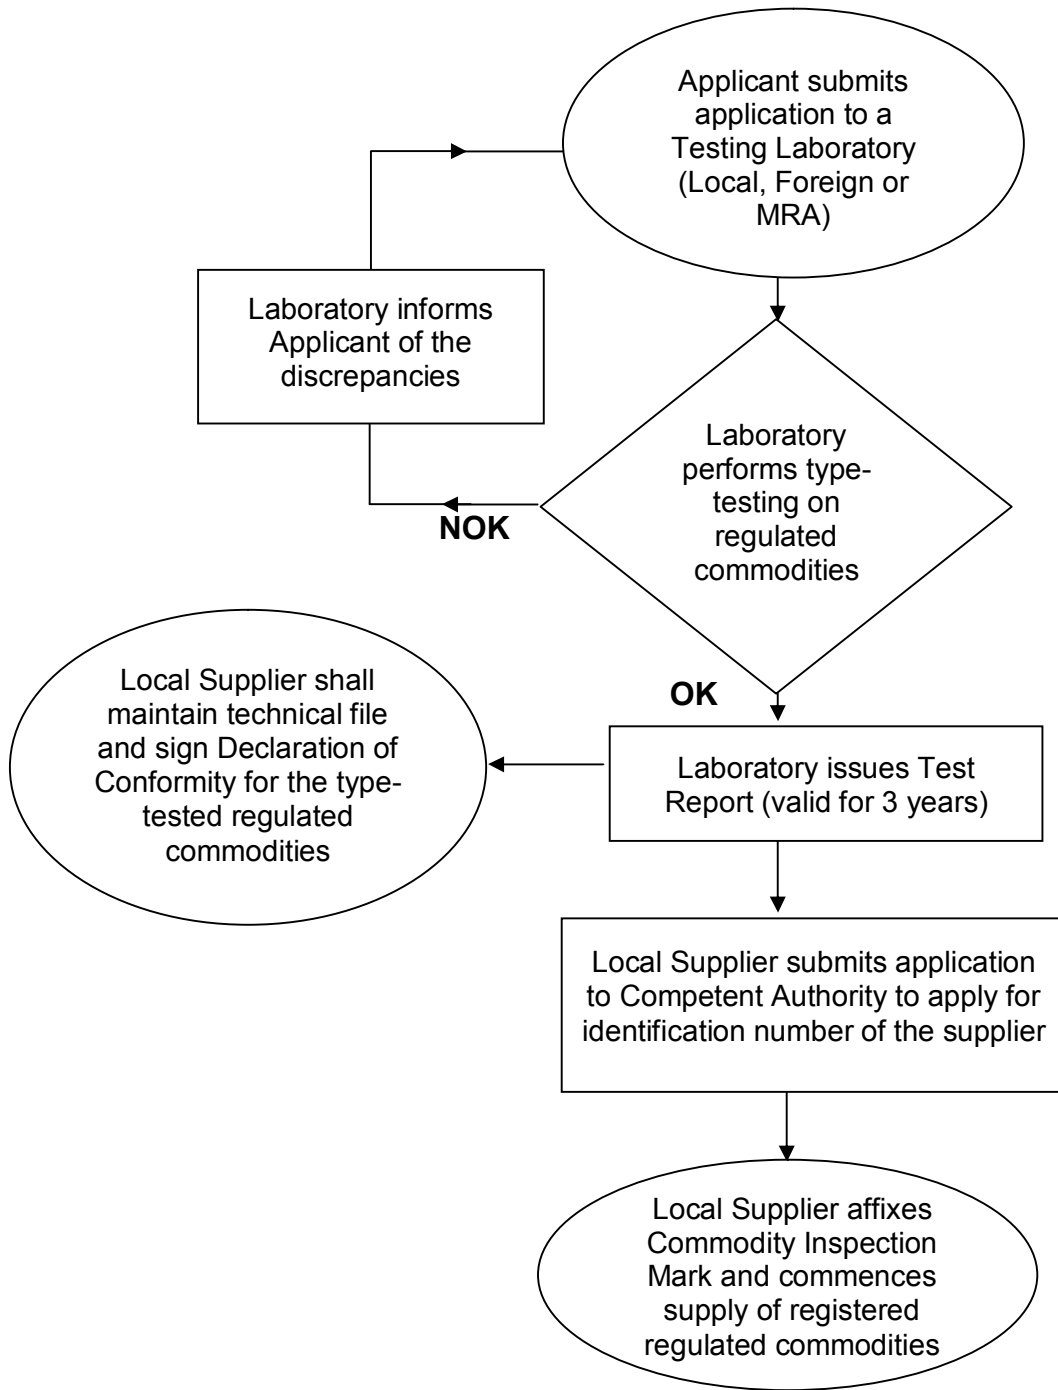 Applicant submits
application to a
Testing Laboratory
(Local, Foreign or
MRA)
Laboratory informs
Applicant of the
discrepancies
Laboratory
performs type-
testing on
regulated
commodities
NOK
OK
Local Supplier shall
maintain technical file
and sign Declaration of
Conformity for the type-
tested regulated
commodities
Laboratory issues Test
Report (valid for 3 years)
Local Supplier submits application
to Competent Authority to apply for
identification number of the supplier
Local Supplier affixes
Commodity Inspection
Mark and commences
supply of registered
regulated commodities